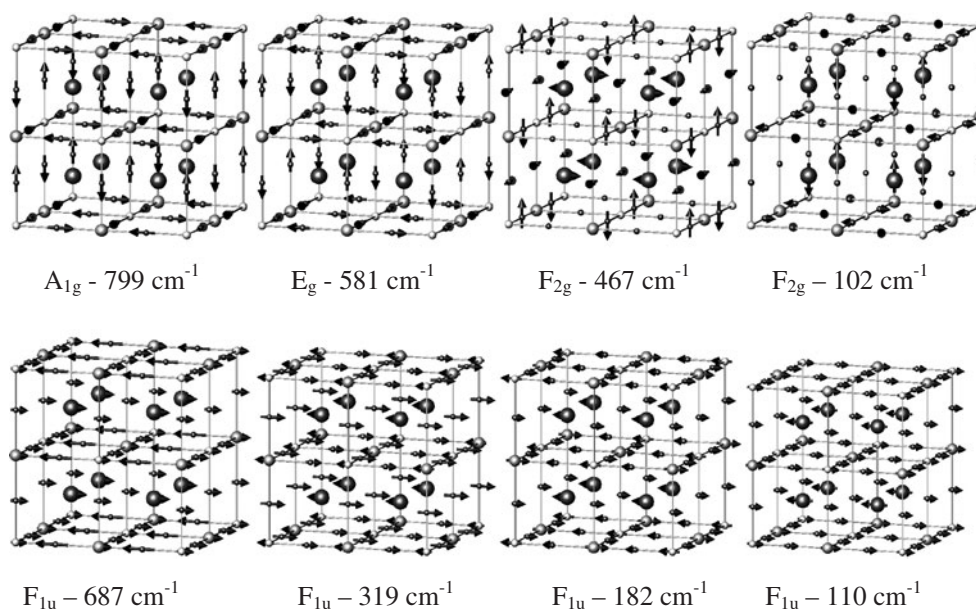 A₁g - 799 cm⁻¹ Eg - 581 cm⁻¹ F₂g - 467 cm⁻¹ F₂g – 102 cm⁻¹
F₁u – 687 cm⁻¹ F₁u – 319 cm⁻¹ F₁u – 182 cm⁻¹ F₁u – 110 cm⁻¹